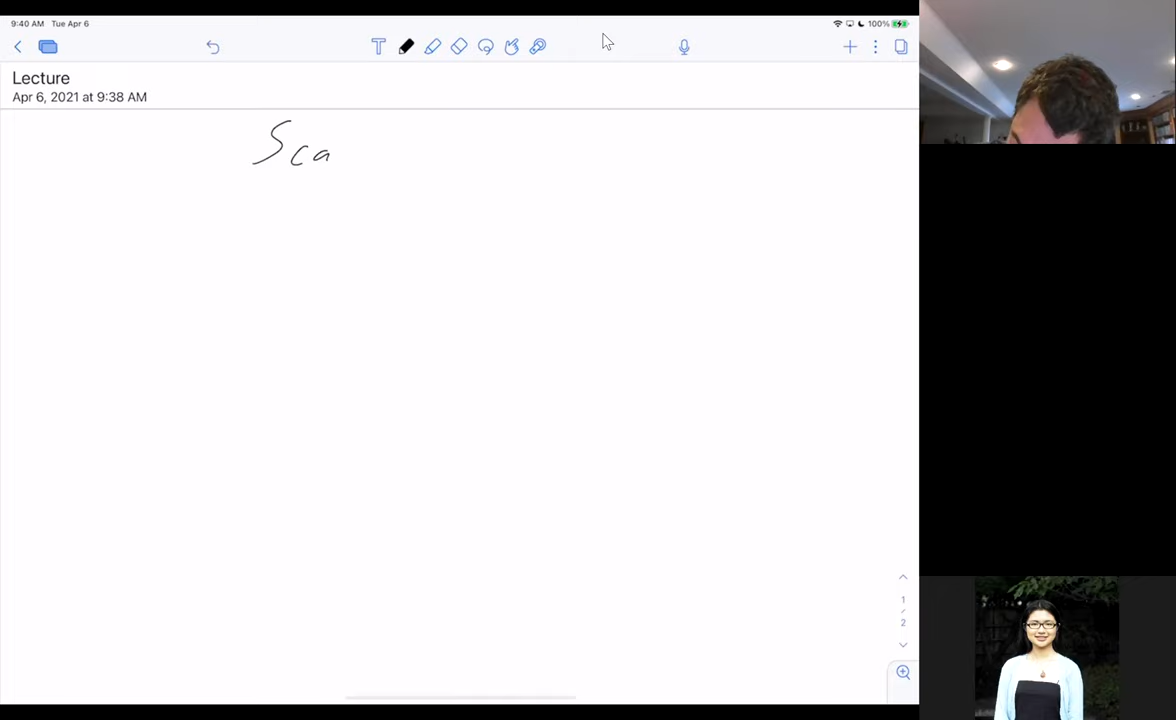 9:40 AM Tue Apr 6
100%
Lecture
Apr 6, 2021 at 9:38 AM
Sca
1
/
2